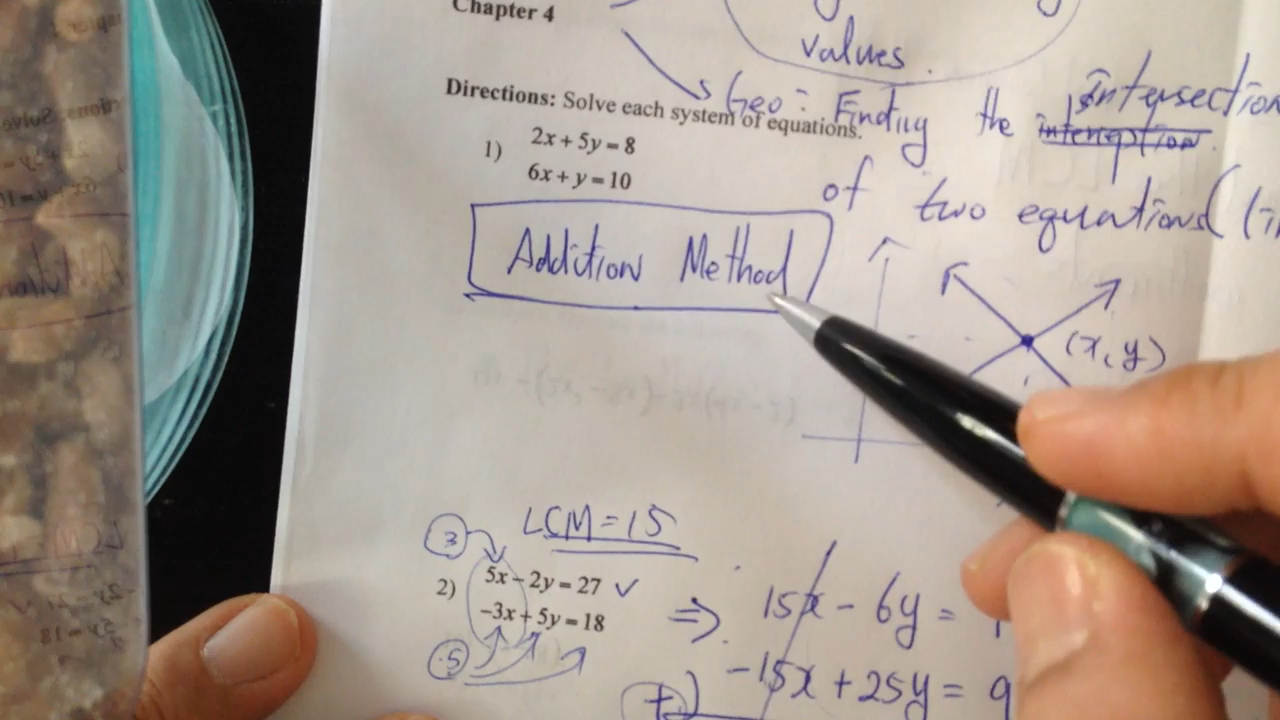 Chapter 4
values.
Directions: Solve each system of equations.
Geo: Finding the intersection
interception.
1) 2x + 5y = 8
6x + y = 10
of two equations
Addition Method
(x, y)
LCM = 15
3
2) 5x – 2y = 27 ✓
–3x + 5y = 18
5
⇒ 15x - 6y =
+) -15x + 25y = 9